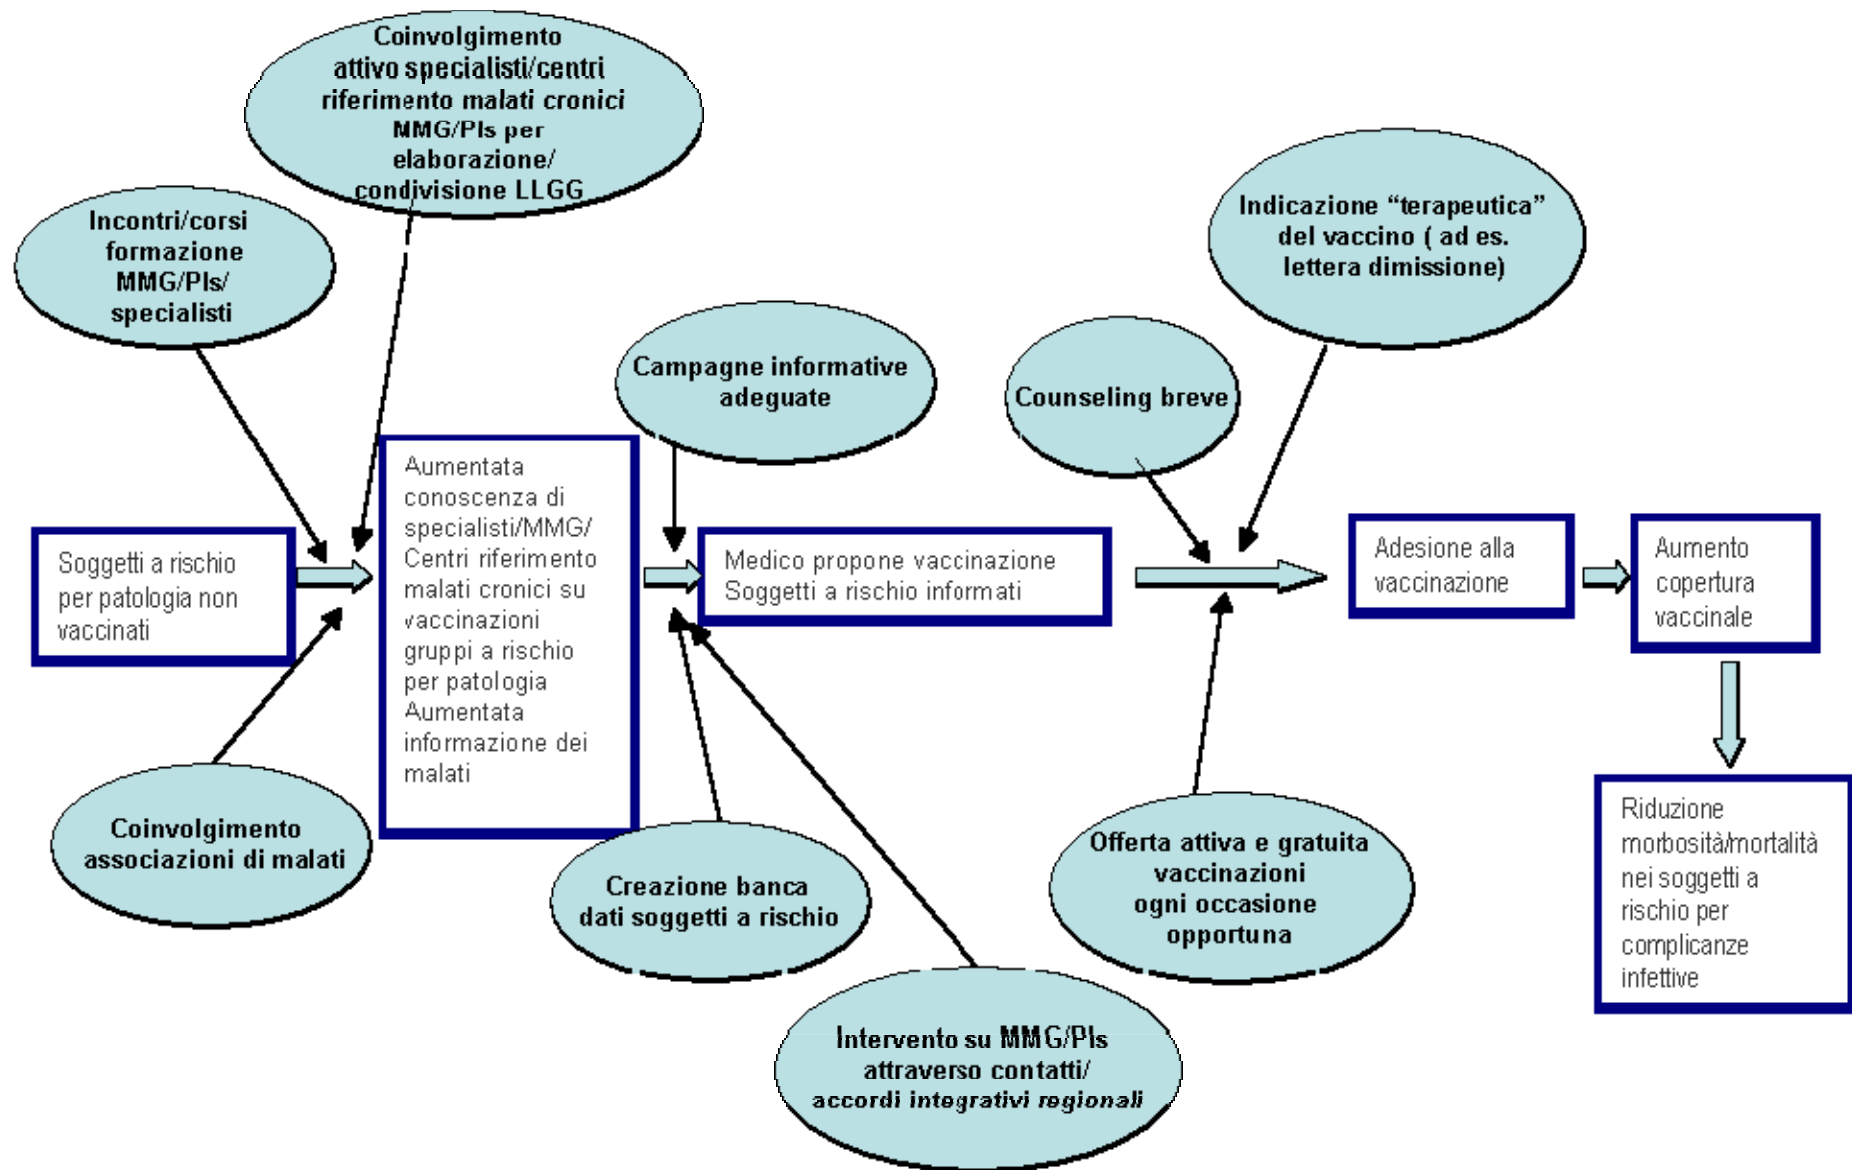 Coinvolgimento
attivo specialisti/centri
riferimento malati cronici
MMG/Pls per
elaborazione/
condivisione LLGG
Incontri/corsi
formazione
MMG/Pls/
specialisti
Indicazione “terapeutica”
del vaccino ( ad es.
lettera dimissione)
Campagne informative
adeguate
Counseling breve
Soggetti a rischio
per patologia non
vaccinati
Aumentata
conoscenza di
specialisti/MMG/
Centri riferimento
malati cronici su
vaccinazioni
gruppi a rischio
per patologia
Aumentata
informazione dei
malati
Medico propone vaccinazione
Soggetti a rischio informati
Adesione alla
vaccinazione
Aumento
copertura
vaccinale
Riduzione
morbosità/mortalità
nei soggetti a
rischio per
complicanze
infettive
Coinvolgimento
associazioni di malati
Creazione banca
dati soggetti a rischio
Offerta attiva e gratuita
vaccinazioni
ogni occasione
opportuna
Intervento su MMG/Pls
attraverso contatti/
accordi integrativi regionali